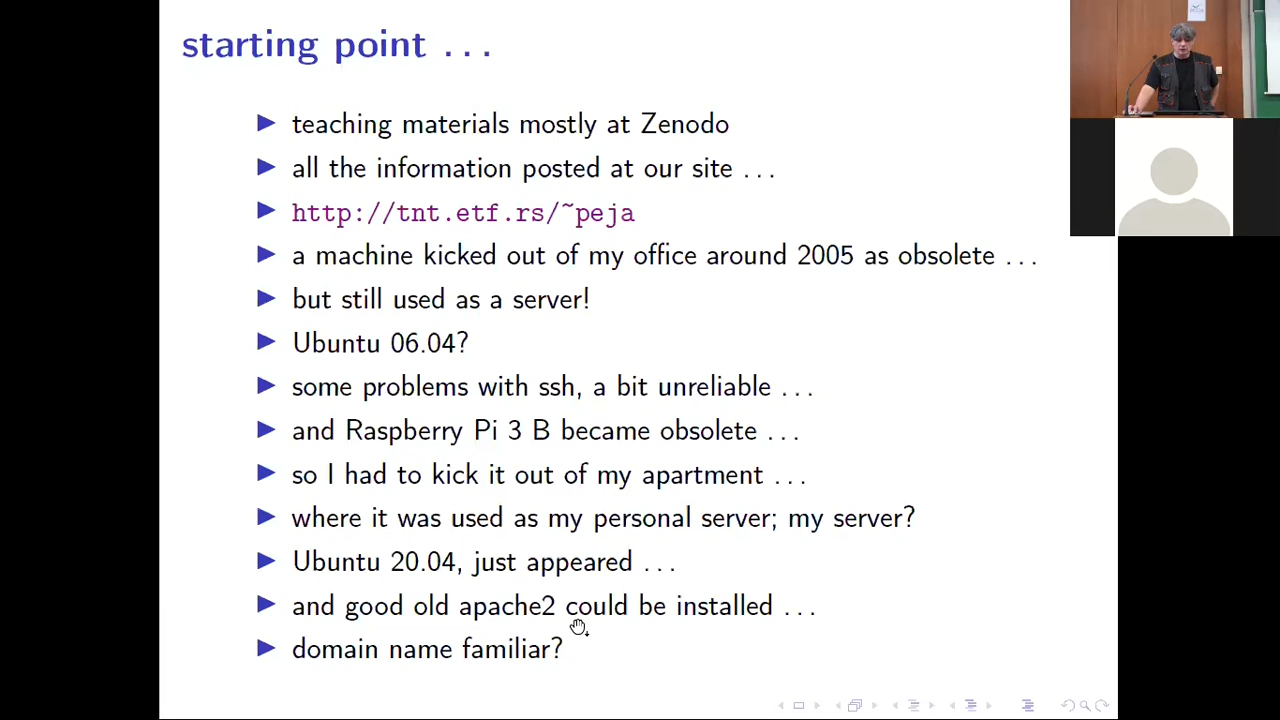 starting point . . .
teaching materials mostly at Zenodo
all the information posted at our site . . .
http://tnt.etf.rs/~peja
a machine kicked out of my office around 2005 as obsolete . . .
but still used as a server!
Ubuntu 06.04?
some problems with ssh, a bit unreliable . . .
and Raspberry Pi 3 B became obsolete . . .
so I had to kick it out of my apartment . . .
where it was used as my personal server; my server?
Ubuntu 20.04, just appeared . . .
and good old apache2 could be installed . . .
domain name familiar?